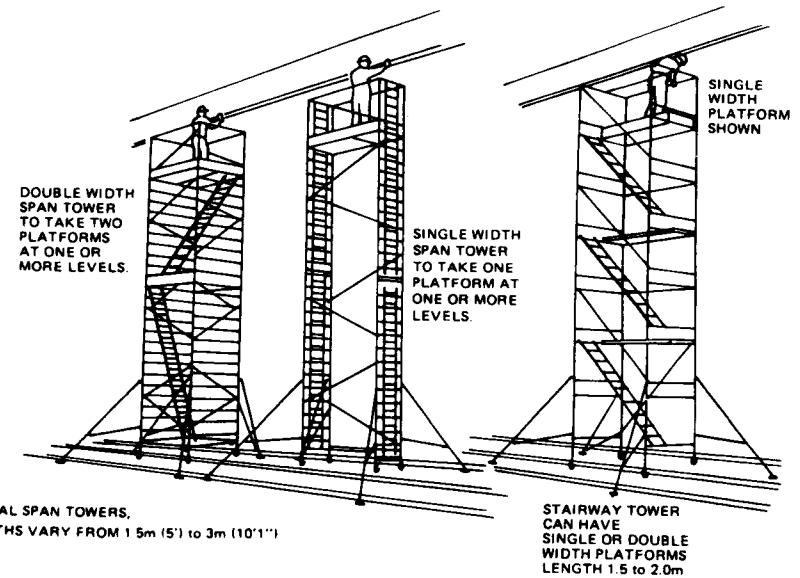 DOUBLE WIDTH
SPAN TOWER
TO TAKE TWO
PLATFORMS
AT ONE OR
MORE LEVELS.
SINGLE WIDTH
SPAN TOWER
TO TAKE ONE
PLATFORM AT
ONE OR MORE
LEVELS.
SINGLE
WIDTH
PLATFORM
SHOWN
AL SPAN TOWERS,
THS VARY FROM 1 5m (5') to 3m (10'1'')
STAIRWAY TOWER
CAN HAVE
SINGLE OR DOUBLE
WIDTH PLATFORMS
LENGTH 1.5 to 2.0m